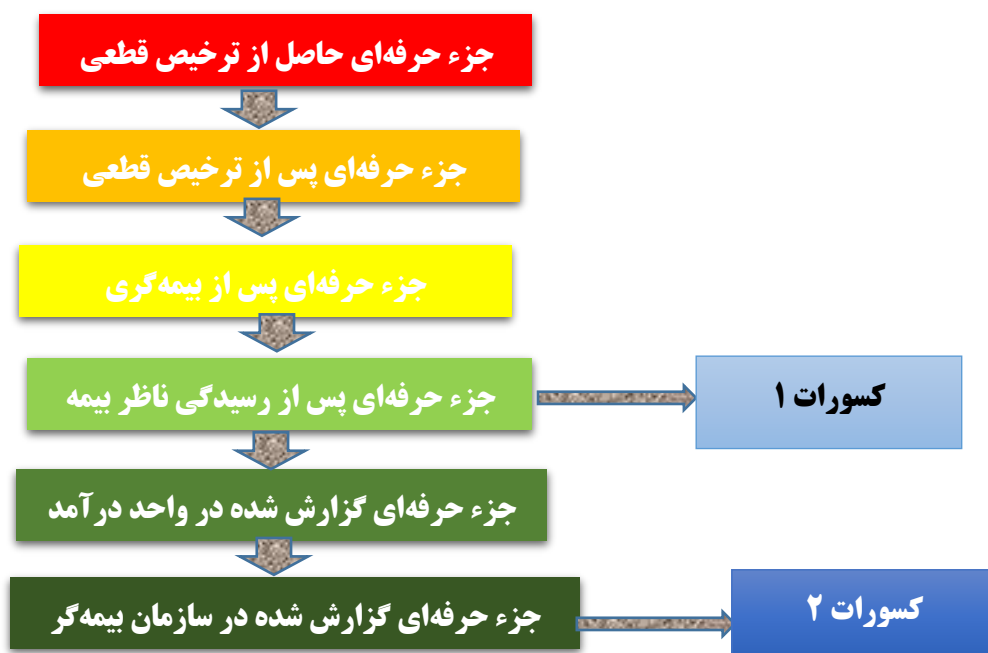 جزء حرفه‌ای حاصل از ترخیص قطعی
جزء حرفه‌ای پس از ترخیص قطعی
جزء حرفه‌ای پس از بیمه‌گری
جزء حرفه‌ای پس از رسیدگی ناظر بیمه
کسورات ۱
جزء حرفه‌ای گزارش شده در واحد درآمد
جزء حرفه‌ای گزارش شده در سازمان بیمه‌گر
کسورات ۲